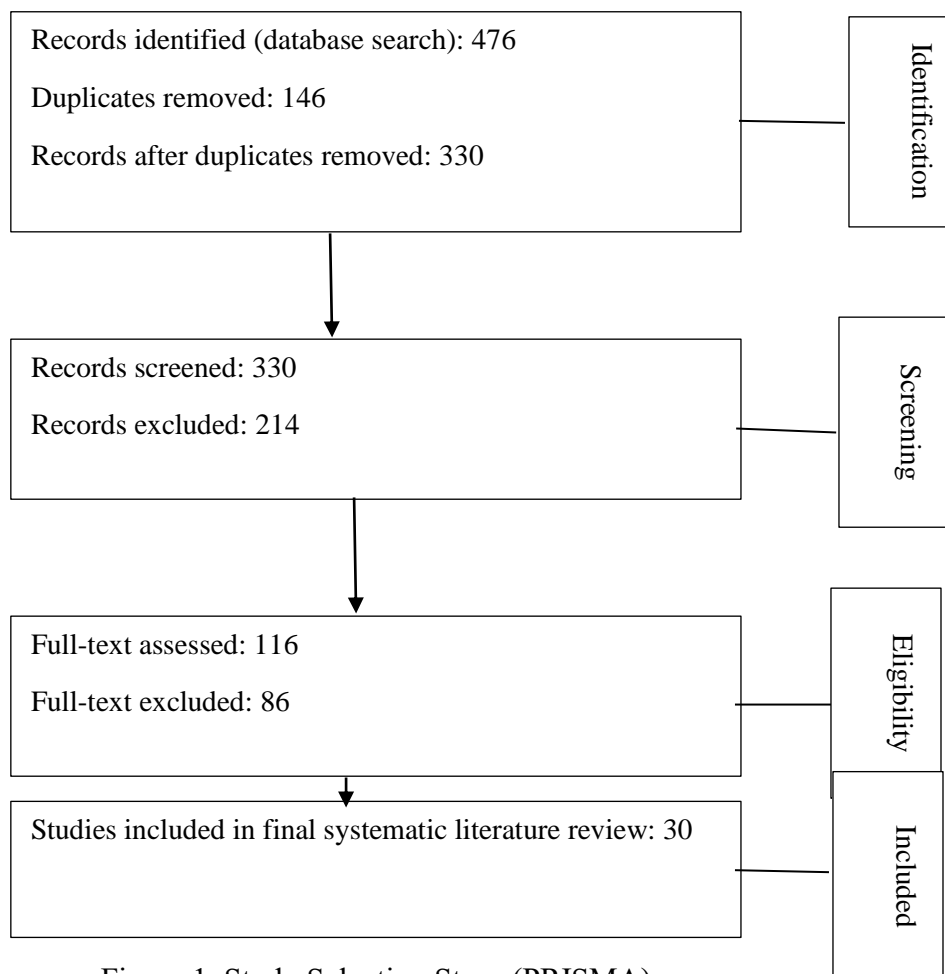 Records identified (database search): 476
Duplicates removed: 146
Records after duplicates removed: 330
Identification
Records screened: 330
Records excluded: 214
Screening
Full-text assessed: 116
Full-text excluded: 86
Eligibility
Studies included in final systematic literature review: 30
Included
Figure 1. Study Selection Stage (PRISMA)